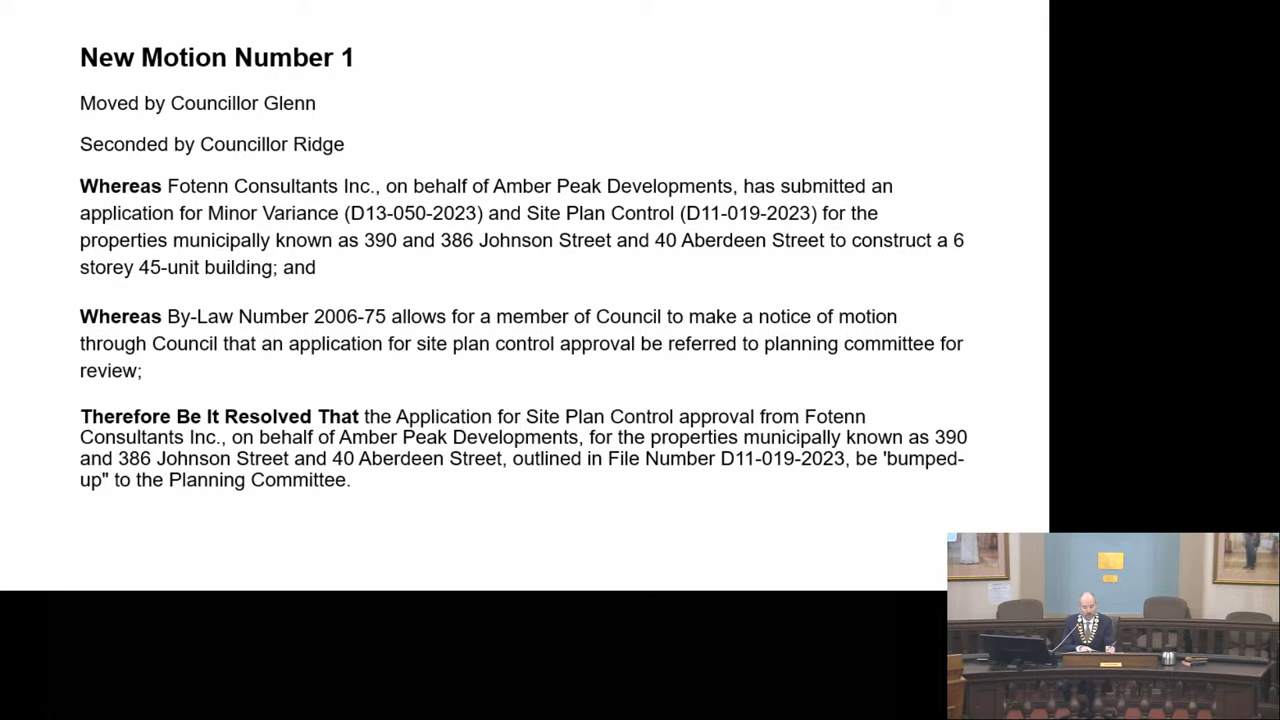 New Motion Number 1
Moved by Councillor Glenn
Seconded by Councillor Ridge
Whereas Fotenn Consultants Inc., on behalf of Amber Peak Developments, has submitted an
application for Minor Variance (D13-050-2023) and Site Plan Control (D11-019-2023) for the
properties municipally known as 390 and 386 Johnson Street and 40 Aberdeen Street to construct a 6
storey 45-unit building; and
Whereas By-Law Number 2006-75 allows for a member of Council to make a notice of motion
through Council that an application for site plan control approval be referred to planning committee for
review;
Therefore Be It Resolved That the Application for Site Plan Control approval from Fotenn
Consultants Inc., on behalf of Amber Peak Developments, for the properties municipally known as 390
and 386 Johnson Street and 40 Aberdeen Street, outlined in File Number D11-019-2023, be 'bumped-
up" to the Planning Committee.